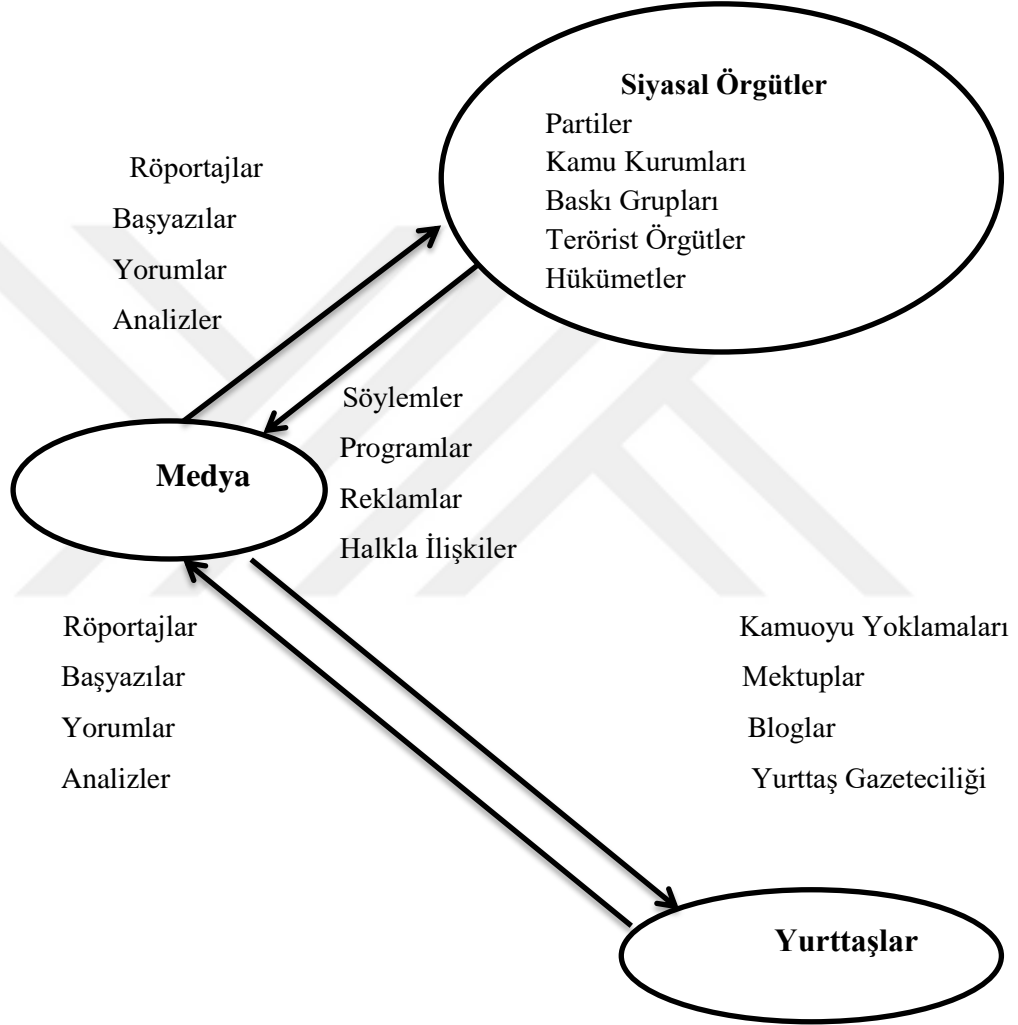 Siyasal Örgütler
Partiler
Kamu Kurumları
Baskı Grupları
Terörist Örgütler
Hükümetler
Röportajlar
Başyazılar
Yorumlar
Analizler
Söylemler
Programlar
Reklamlar
Halkla İlişkiler
Medya
Röportajlar
Başyazılar
Yorumlar
Analizler
Kamuoyu Yoklamaları
Mektuplar
Bloglar
Yurttaş Gazeteciliği
Yurttaşlar